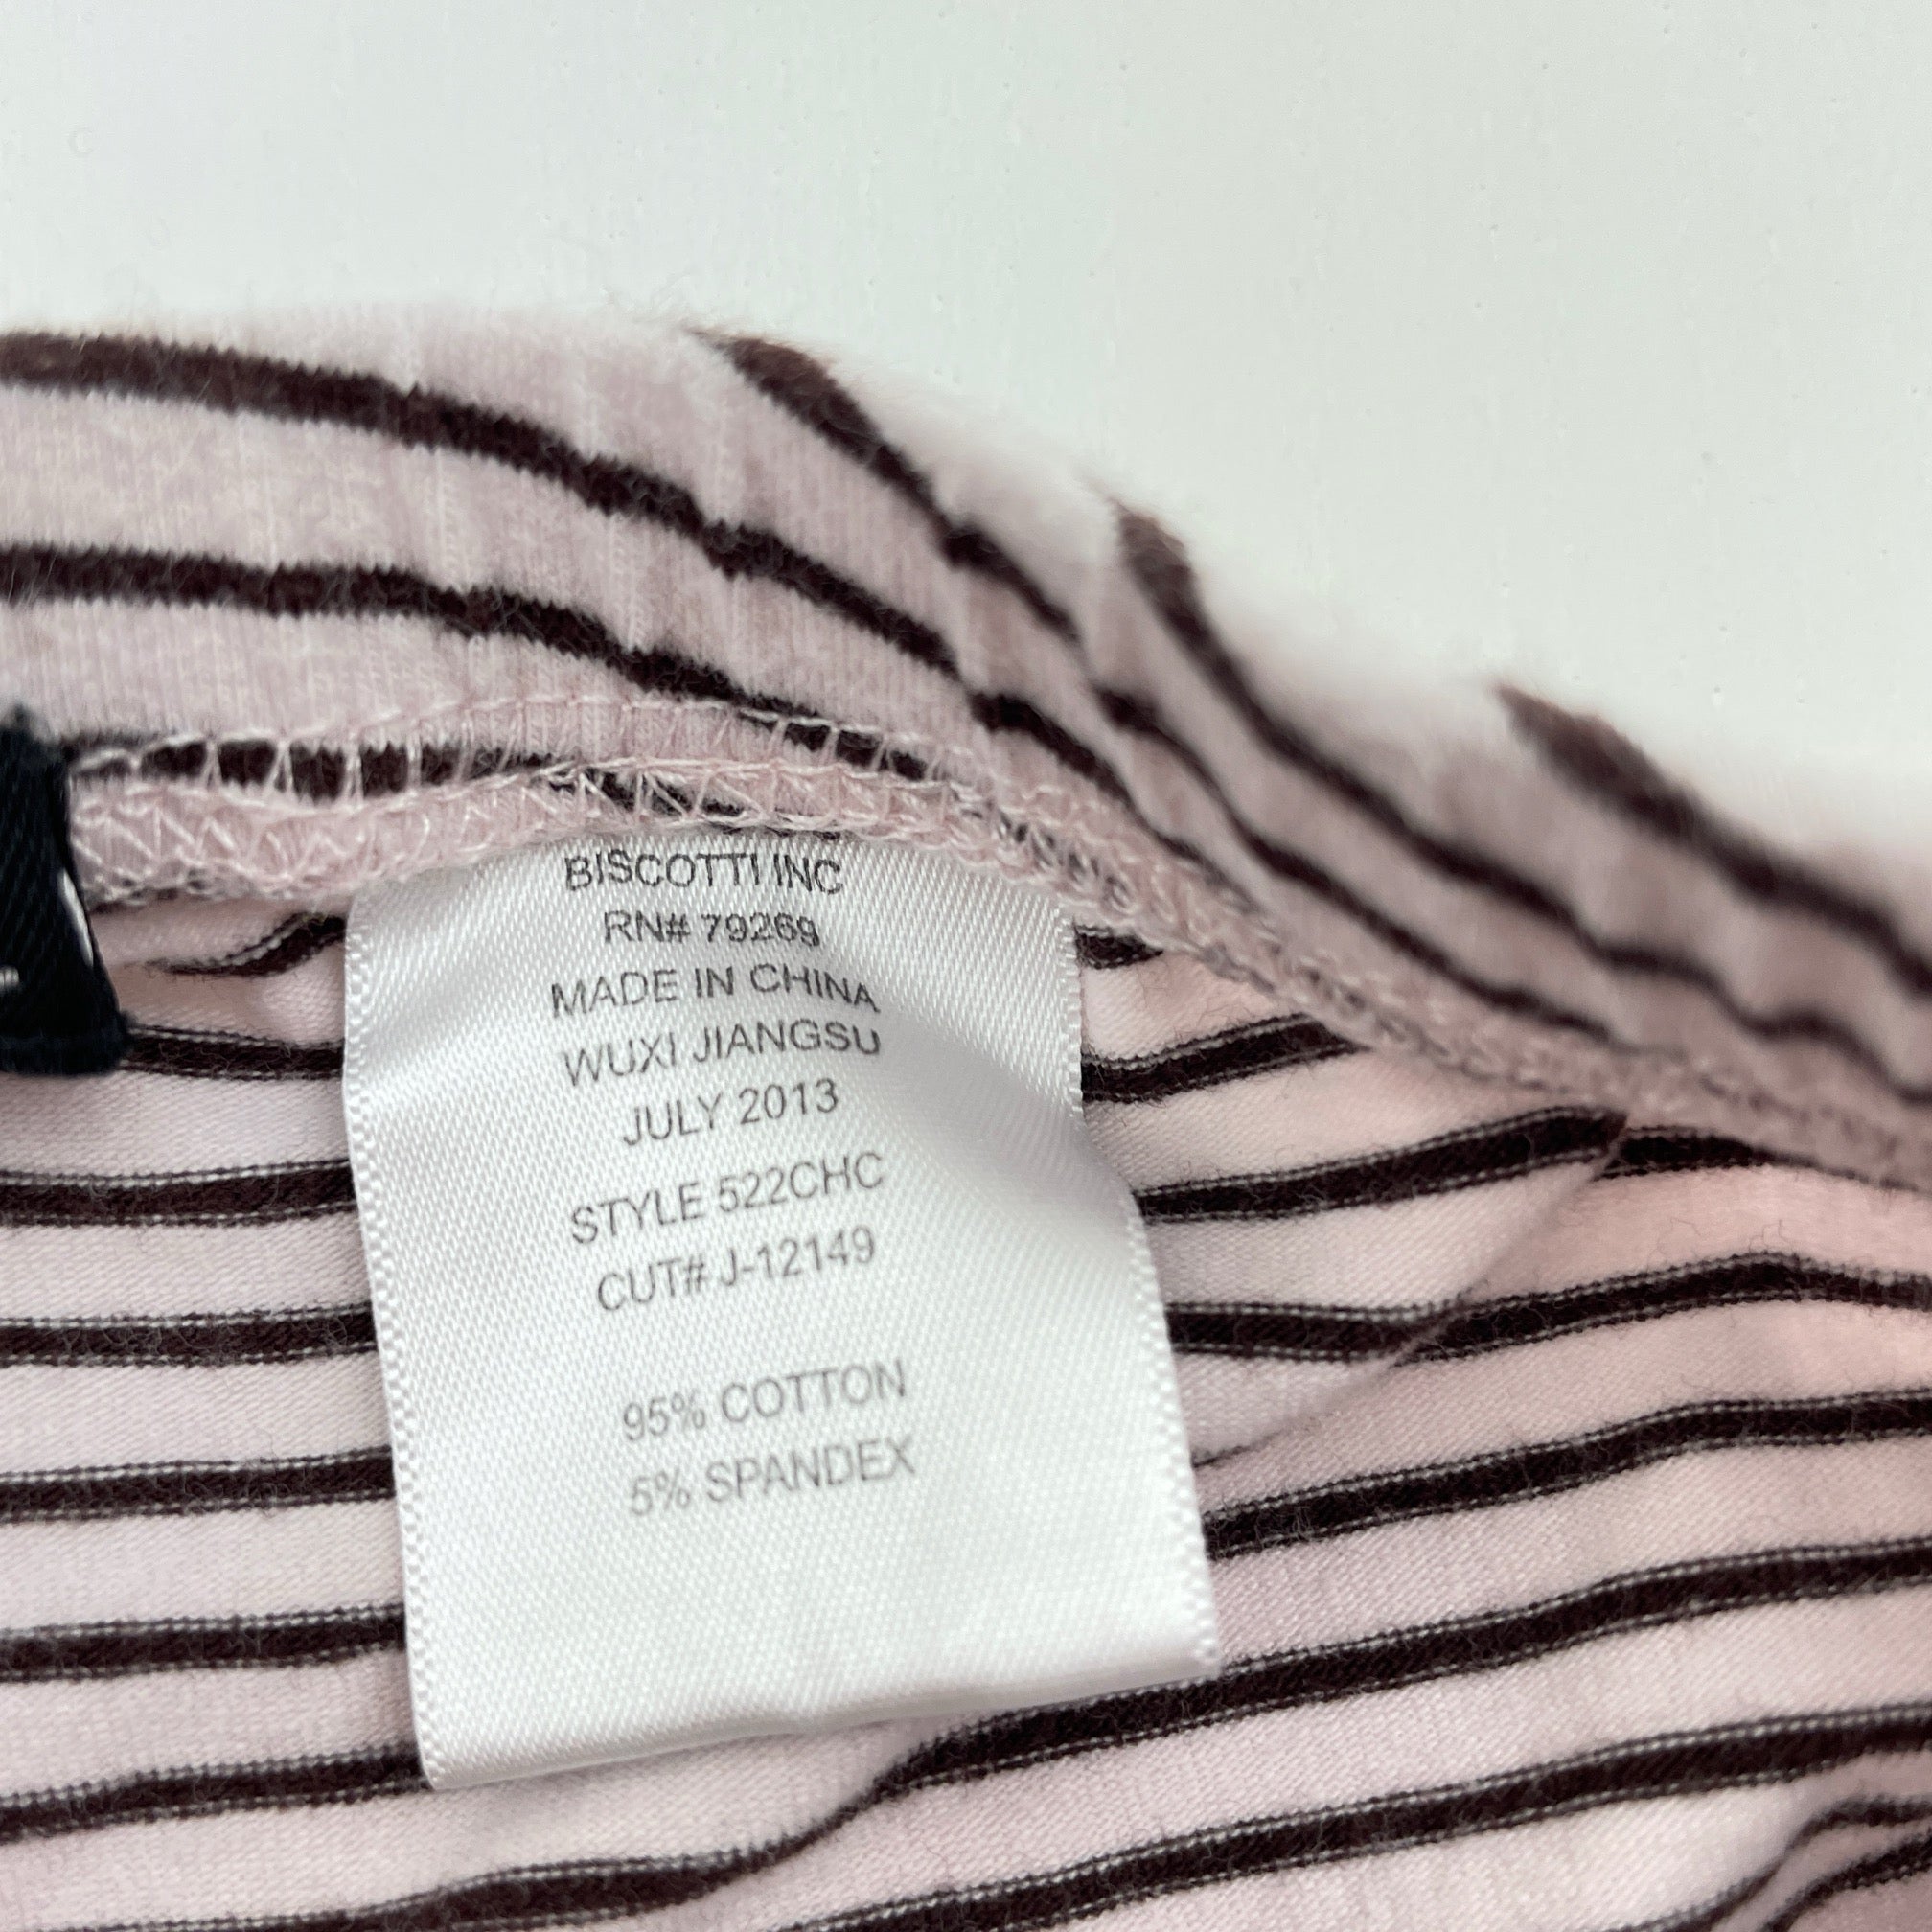 BISCOTTI INC
RN# 79269
MADE IN CHINA
WUXI JIANGSU
JULY 2013
STYLE 522CHC
CUT# J-12149
95% COTTON
5% SPANDEX